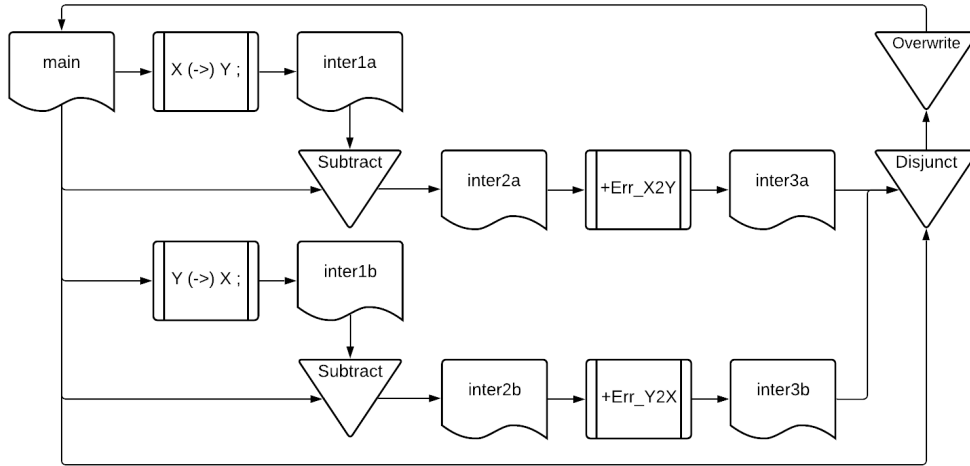 Overwrite
main
X (->) Y ;
inter1a
Subtract
inter2a
+Err_X2Y
inter3a
Disjunct
Y (->) X ;
inter1b
Subtract
inter2b
+Err_Y2X
inter3b